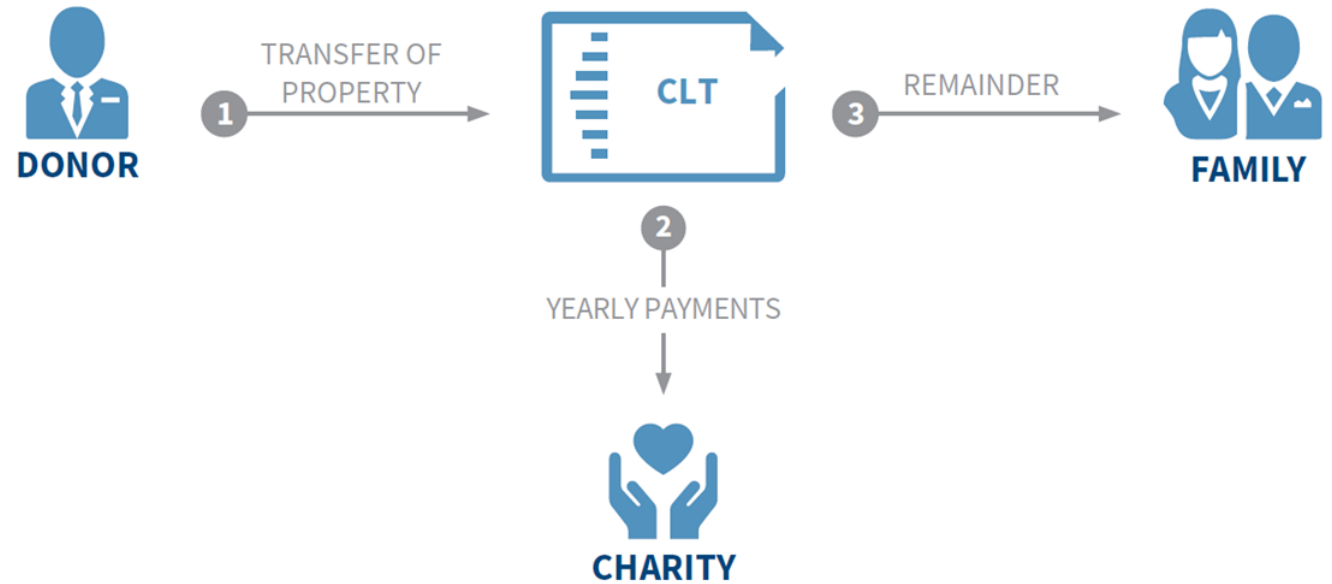 TRANSFER OF
PROPERTY
1
DONOR
CLT
3
REMAINDER
FAMILY
2
YEARLY PAYMENTS
CHARITY